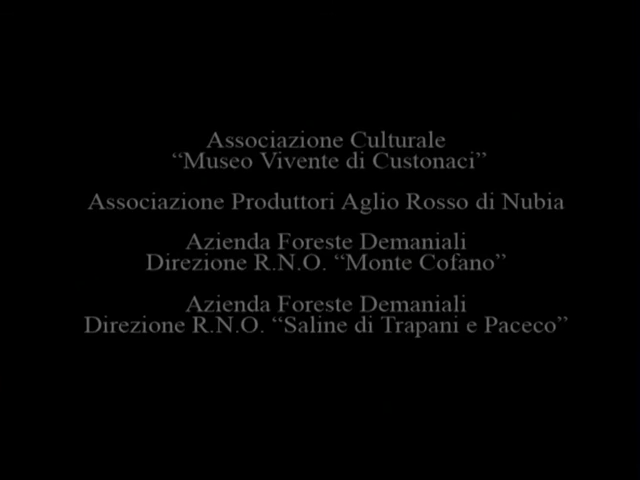 Associazione Culturale
“Museo Vivente di Custonaci”
Associazione Produttori Aglio Rosso di Nubia
Azienda Foreste Demaniali
Direzione R.N.O. “Monte Cofano”
Azienda Foreste Demaniali
Direzione R.N.O. “Saline di Trapani e Paceco”